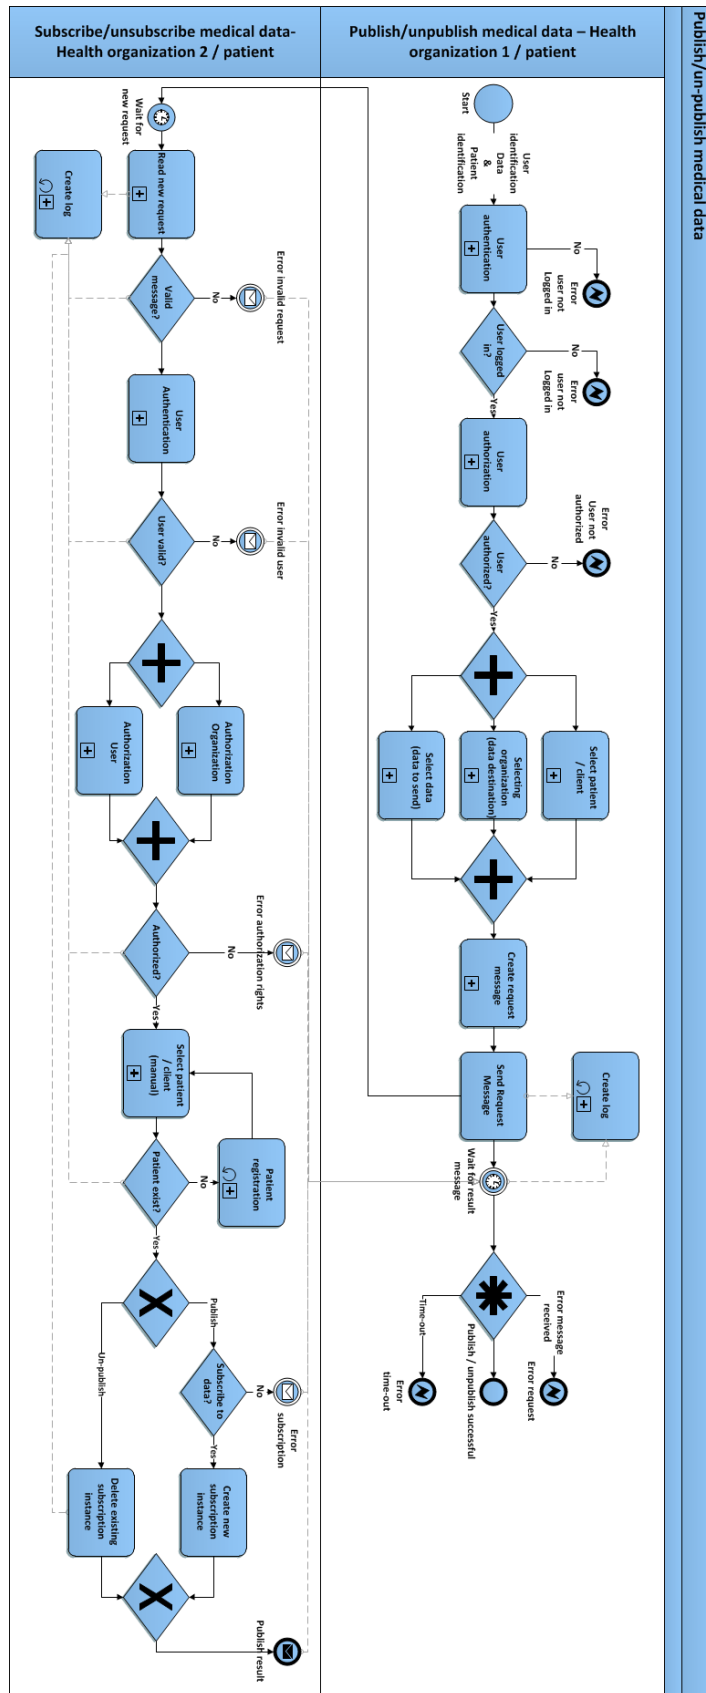 Publish/un-publish medical data
Publish/unpublish medical data – Health
organization 1 / patient
Start
User
identification
Data
&
Patient
identification
User
authentication
No
Error
user not
Logged in
User logged
in?
No
Error
user not
Logged in
Yes
User
authorization
User
authorized?
No
Error
User not
authorized
Yes
Select patient
/ client
Selecting
organization
(data destination)
Select data
(data to send)
Create request
message
Send Request
Message
Create log
Wait for result
message
Error message
received
Error request
Publish / unpublish successful
Time-out
Error
time-out
Subscribe/unsubscribe medical data-
Health organization 2 / patient
Wait for
new request
Read new request
Create log
Valid
message?
No
Error invalid request
User
Authentication
User valid?
No
Error invalid user
Authorization
Organization
Authorization
User
Authorized?
No
Error authorization rights
Yes
Select patient
/ client
(manual)
Patient exist?
No
Patient
registration
Yes
Publish
Un-publish
Subscribe to
data?
No
Error
subscription
Yes
Create new
subscription
instance
Delete existing
subscription
instance
Publish result